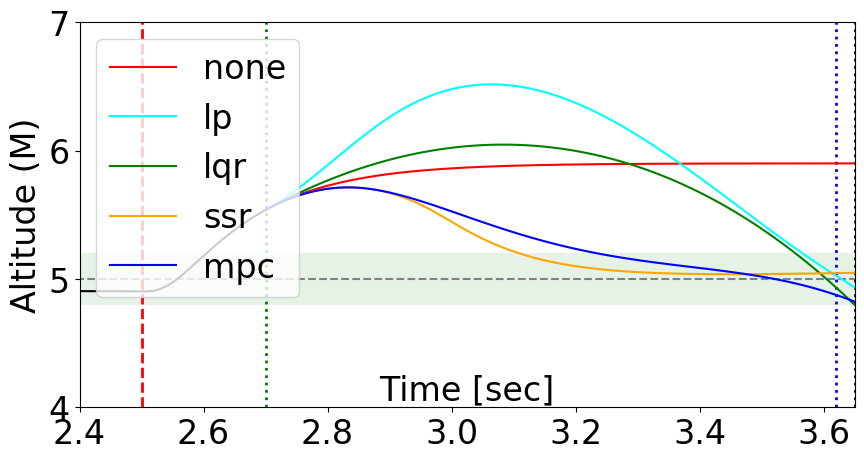 7
6
5
4
Altitude (M)
none
lp
lqr
ssr
mpc
Time [sec]
2.4 2.6 2.8 3.0 3.2 3.4 3.6